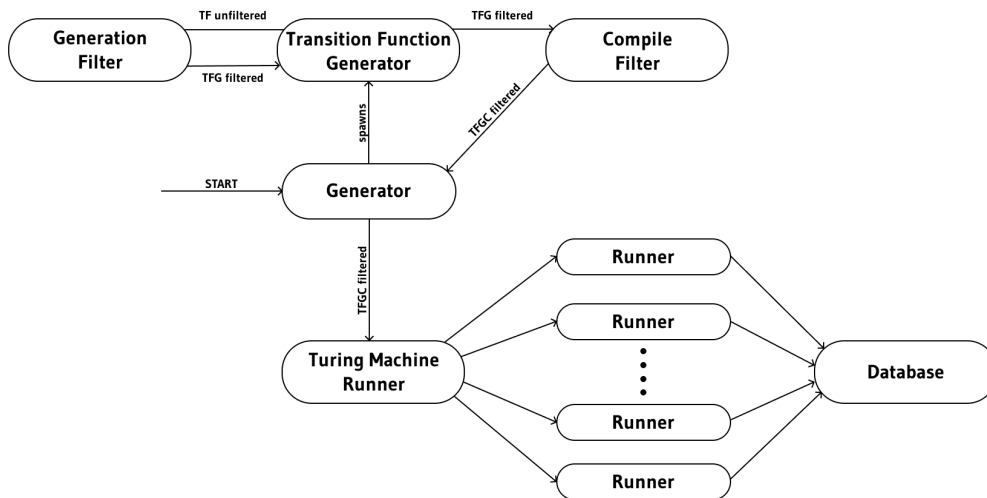 TF unfiltered
TFG filtered
Generation
Filter
Transition Function
Generator
Compile
Filter
TFG filtered
spawns
TFGC filtered
START
Generator
TFGC filtered
Runner
Runner
Turing Machine
Runner
Database
Runner
Runner